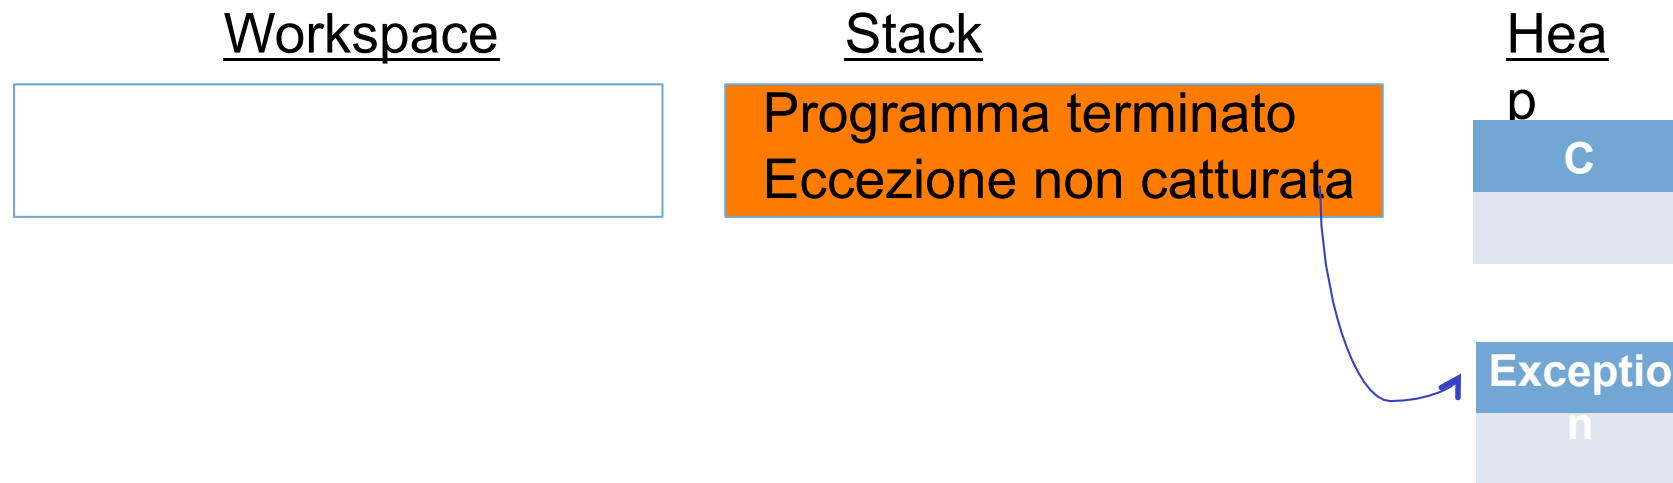 Workspace
Stack
Hea
p
Programma terminato
Eccezione non catturata
C
Exceptio
n